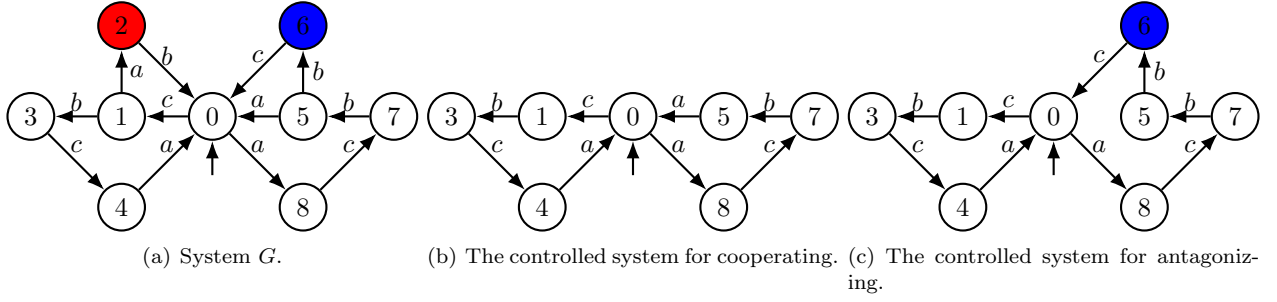 2 6 6
b c c
a b b
3 b 1 c 0 a 5 b 7 3 b 1 c 0 a 5 b 7 3 b 1 c 0 5 b 7
c a a c c a a c c a a c
4 8 4 8 4 8
(a) System G. (b) The controlled system for cooperating. (c) The controlled system for antagoniz-
ing.